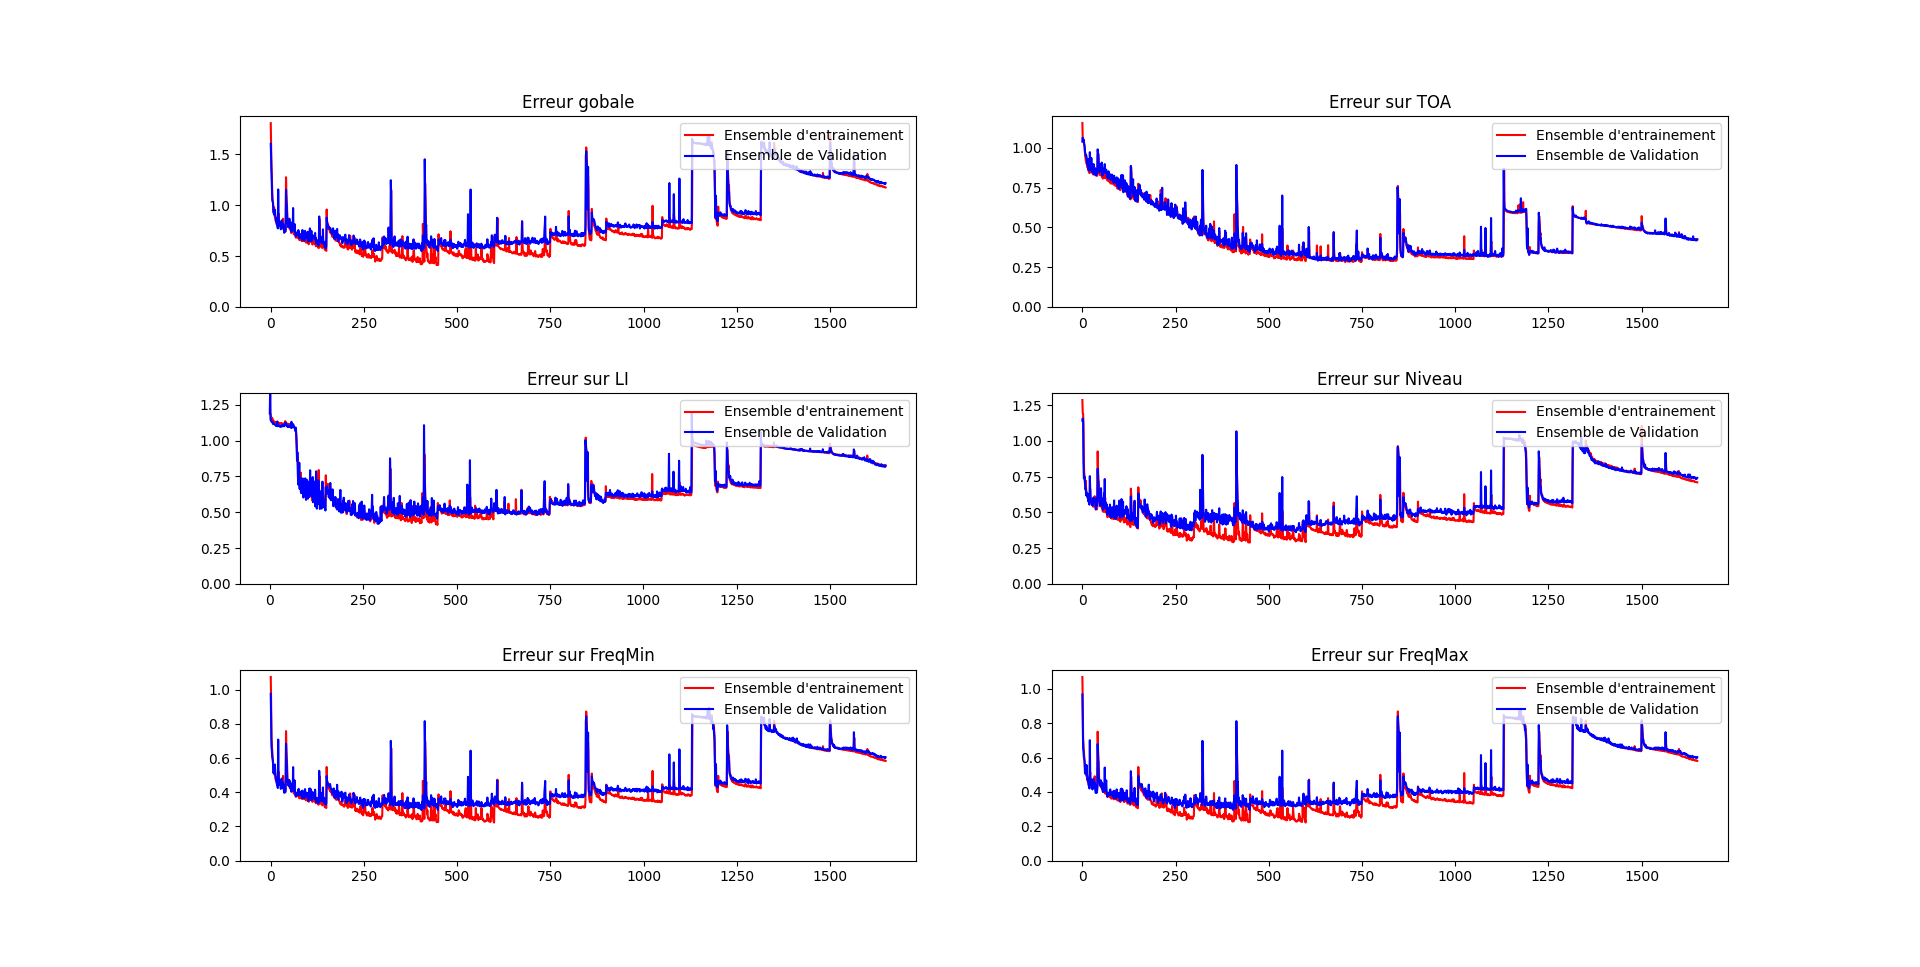 Erreur gobale
Ensemble d'entrainement
Ensemble de Validation
1.5
1.0
0.5
0.0
0 250 500 750 1000 1250 1500
Erreur sur TOA
Ensemble d'entrainement
Ensemble de Validation
1.00
0.75
0.50
0.25
0.00
0 250 500 750 1000 1250 1500
Erreur sur LI
Ensemble d'entrainement
Ensemble de Validation
1.25
1.00
0.75
0.50
0.25
0.00
0 250 500 750 1000 1250 1500
Erreur sur Niveau
Ensemble d'entrainement
Ensemble de Validation
1.25
1.00
0.75
0.50
0.25
0.00
0 250 500 750 1000 1250 1500
Erreur sur FreqMin
Ensemble d'entrainement
Ensemble de Validation
1.0
0.8
0.6
0.4
0.2
0.0
0 250 500 750 1000 1250 1500
Erreur sur FreqMax
Ensemble d'entrainement
Ensemble de Validation
1.0
0.8
0.6
0.4
0.2
0.0
0 250 500 750 1000 1250 1500